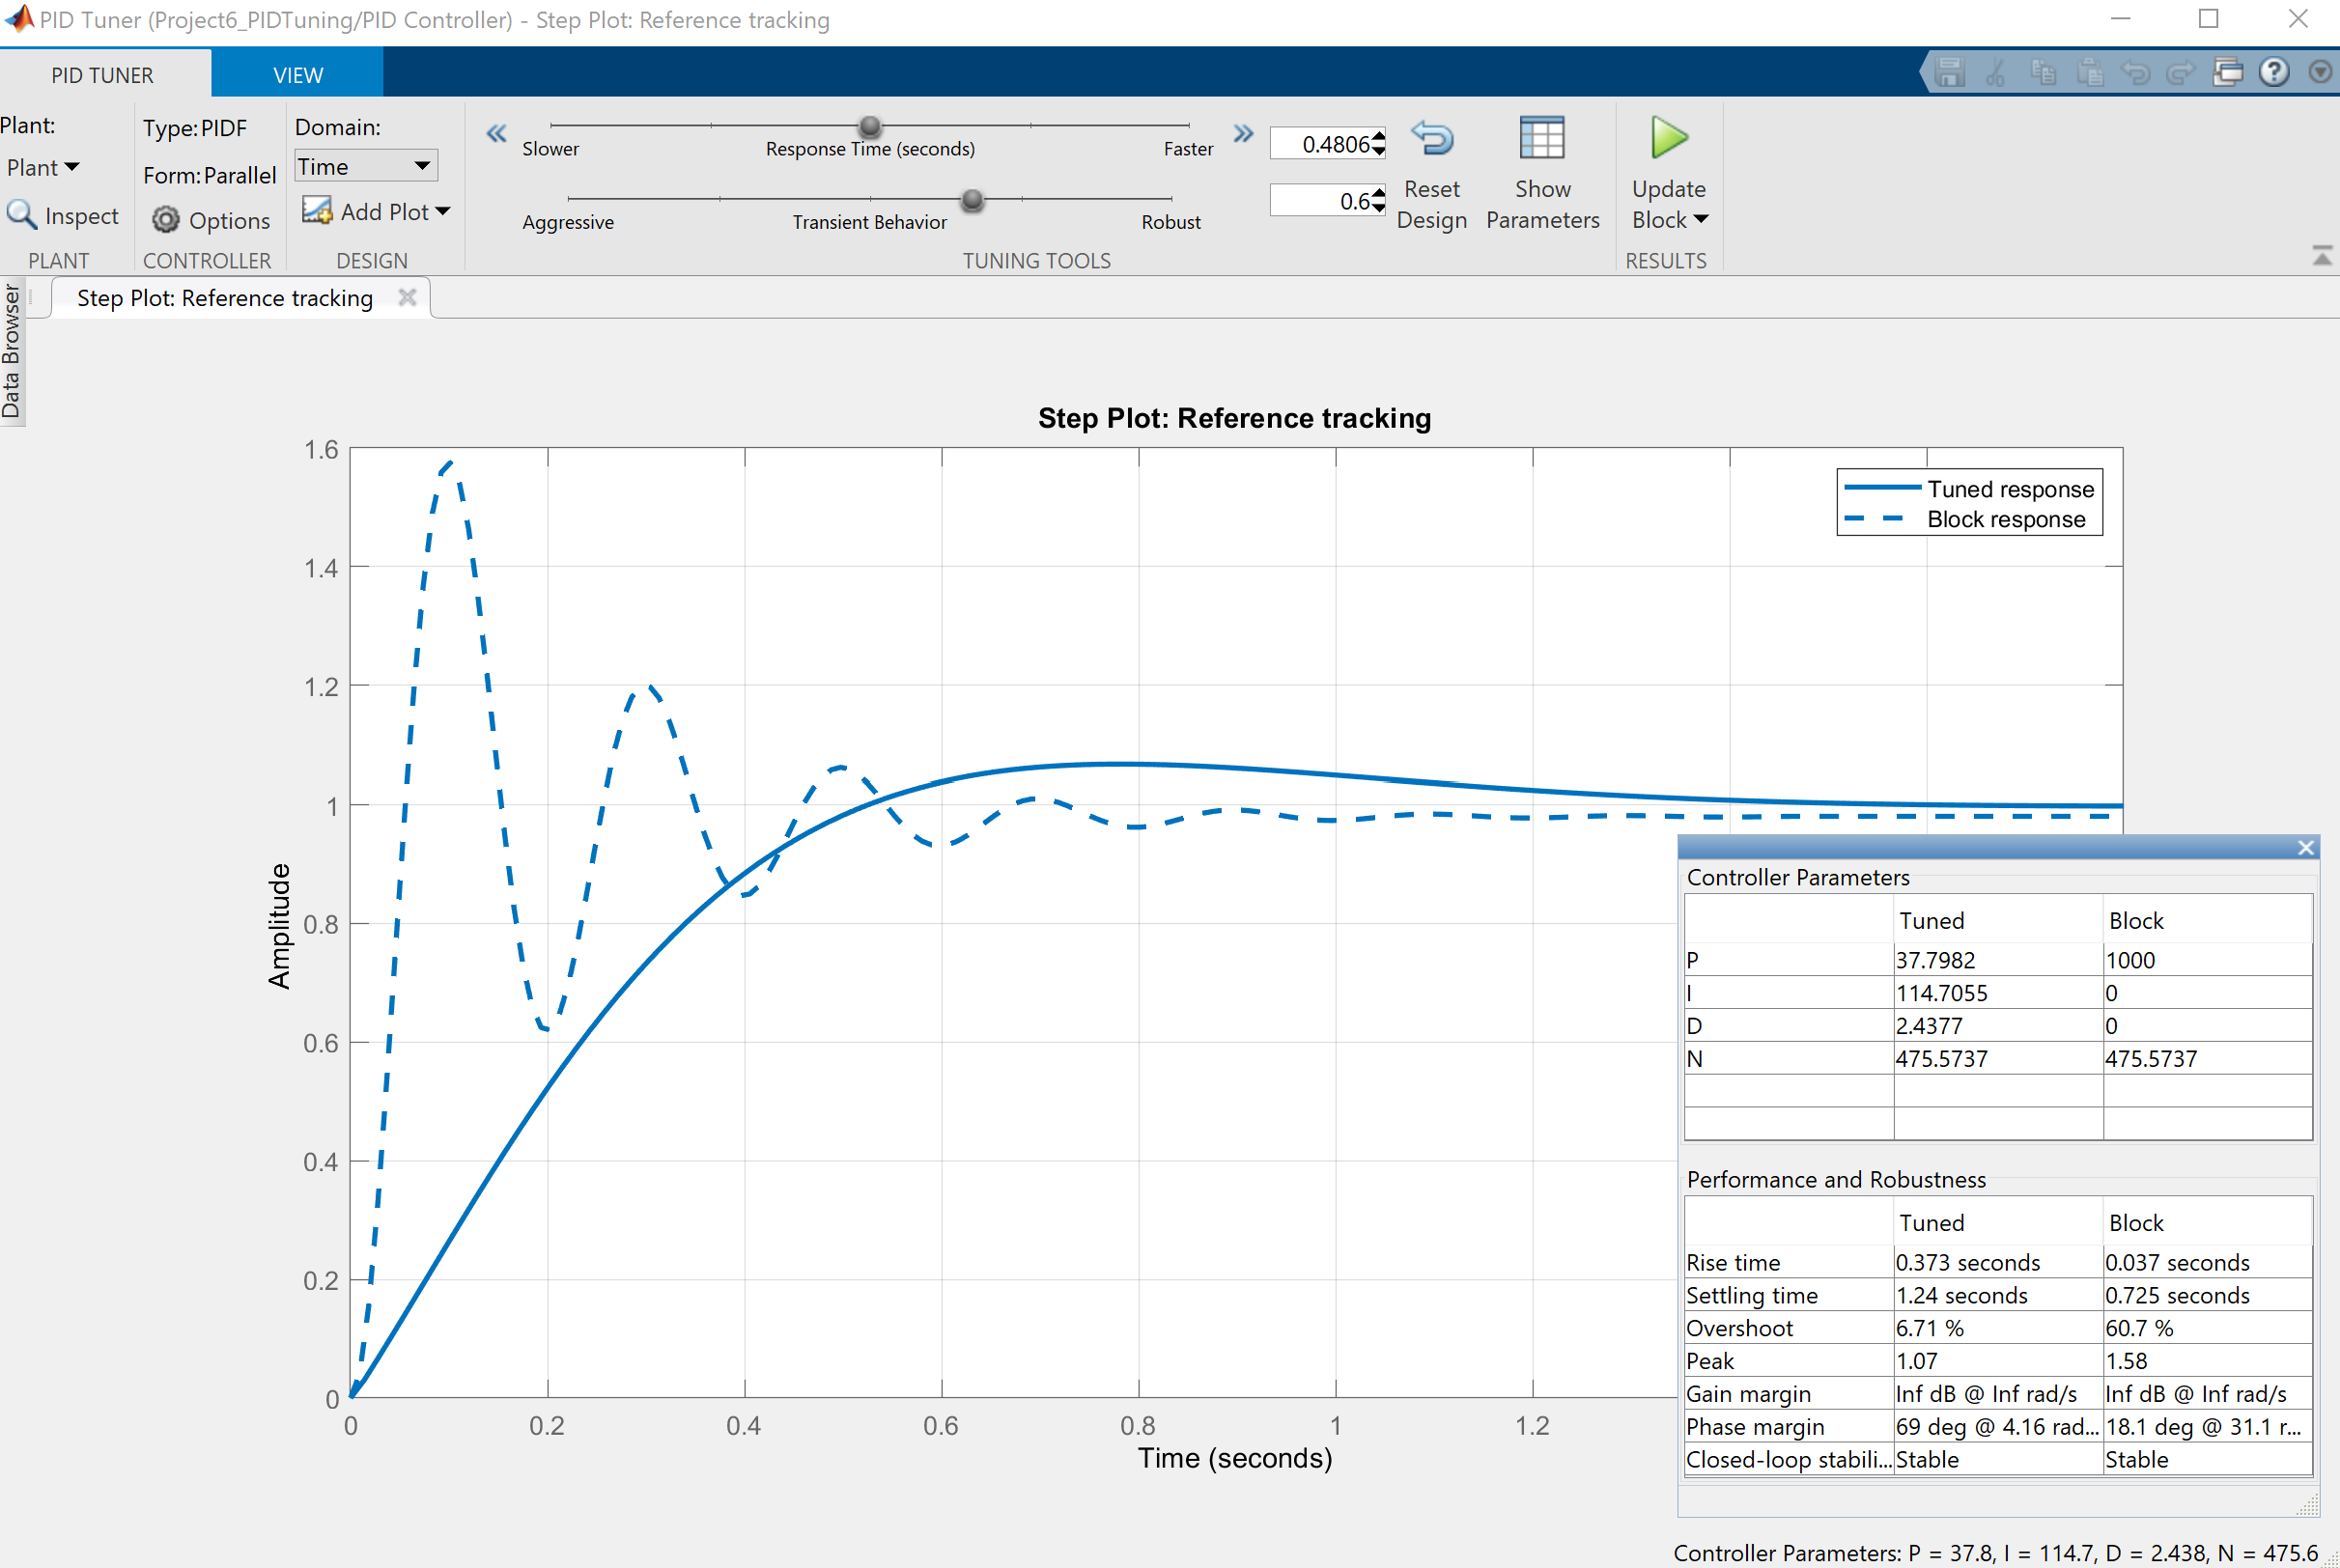 PID Tuner (Project6_PIDTuning/PID Controller) - Step Plot: Reference tracking
PID TUNER
VIEW
Plant:
Plant
Inspect
PLANT
Type: PIDF
Form: Parallel
Options
CONTROLLER
Domain:
Time
Add Plot
DESIGN
Slower
Response Time (seconds)
Faster
0.4806
Aggressive
Transient Behavior
Robust
0.6
Reset
Design
Show
Parameters
TUNING TOOLS
Update
Block
RESULTS
Data Browser
Step Plot: Reference tracking
Step Plot: Reference tracking
Tuned response
Block response
1.6
1.4
1.2
1
0.8
0.6
0.4
0.2
0
Amplitude
0 0.2 0.4 0.6 0.8 1 1.2
Time (seconds)
Controller Parameters
Tuned Block
P 37.7982 1000
I 114.7055 0
D 2.4377 0
N 475.5737 475.5737
Performance and Robustness
Tuned Block
Rise time 0.373 seconds 0.037 seconds
Settling time 1.24 seconds 0.725 seconds
Overshoot 6.71 % 60.7 %
Peak 1.07 1.58
Gain margin Inf dB @ Inf rad/s Inf dB @ Inf rad/s
Phase margin 69 deg @ 4.16 rad... 18.1 deg @ 31.1 r...
Closed-loop stabili... Stable Stable
Controller Parameters: P = 37.8, I = 114.7, D = 2.438, N = 475.6